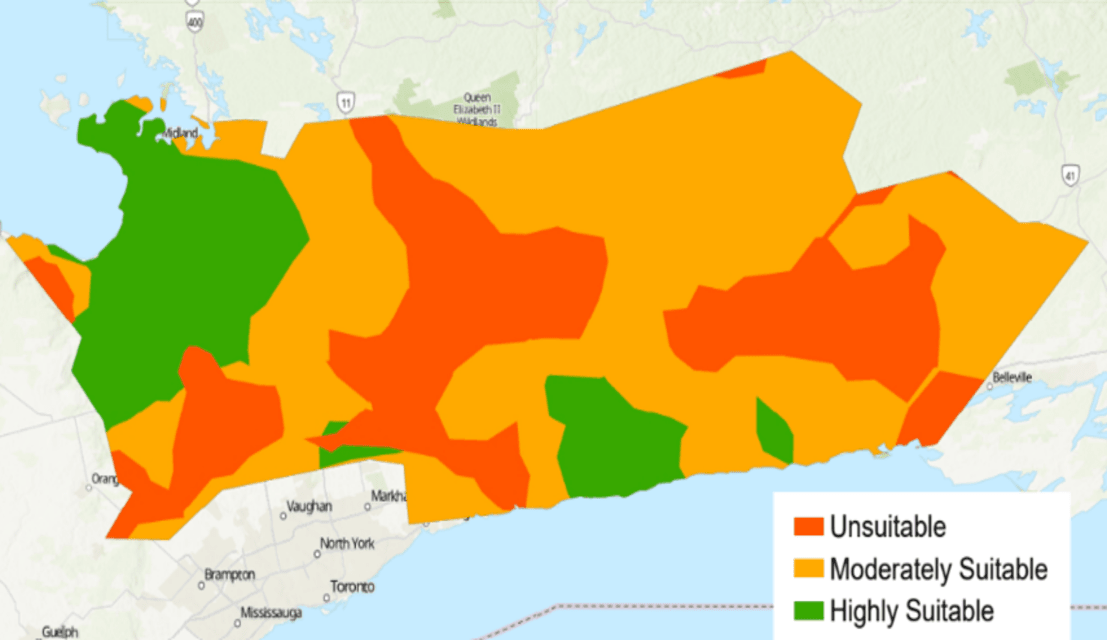 400
11
Queen
Elizabeth II
Wildlands
Midland
41
Belleville
Orang
Markha
Vaughan
North York
Brampton
Toronto
Mississauga
Guelph
Unsuitable
Moderately Suitable
Highly Suitable